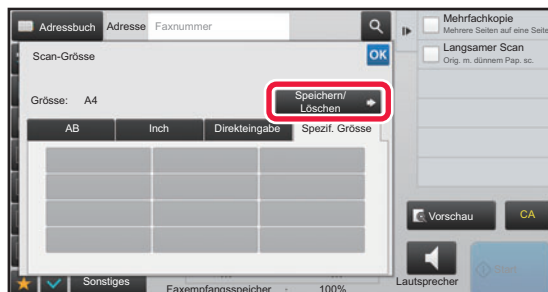 Adressbuch Adresse Faxnummer
Mehrfachkopie
Mehrere Seiten auf eine Seite
Scan-Grösse OK
Langsamer Scan
Orig. m. dünnem Pap. sc.
Grösse: A4
Speichern/
Löschen
AB Inch Direkteingabe Spezif. Grösse
Vorschau CA
Sonstiges
Faxempfangsspeicher : 100%
Lautsprecher
Start